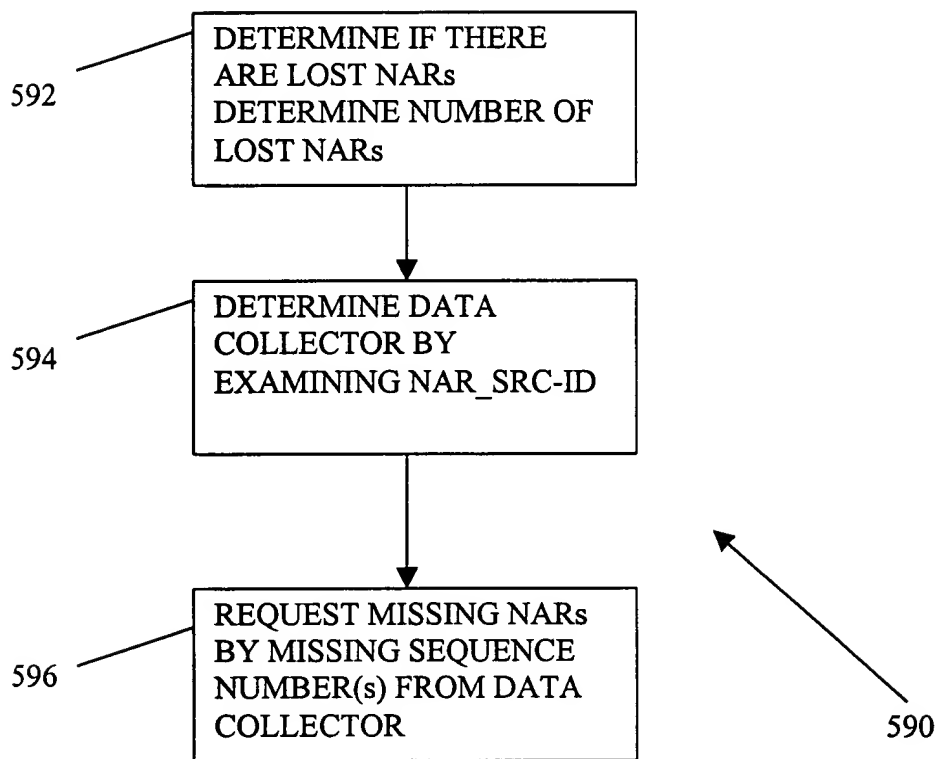 592
DETERMINE IF THERE
ARE LOST NARs
DETERMINE NUMBER OF
LOST NARs
594
DETERMINE DATA
COLLECTOR BY
EXAMINING NAR_SRC-ID
596
REQUEST MISSING NARs
BY MISSING SEQUENCE
NUMBER(s) FROM DATA
COLLECTOR
590